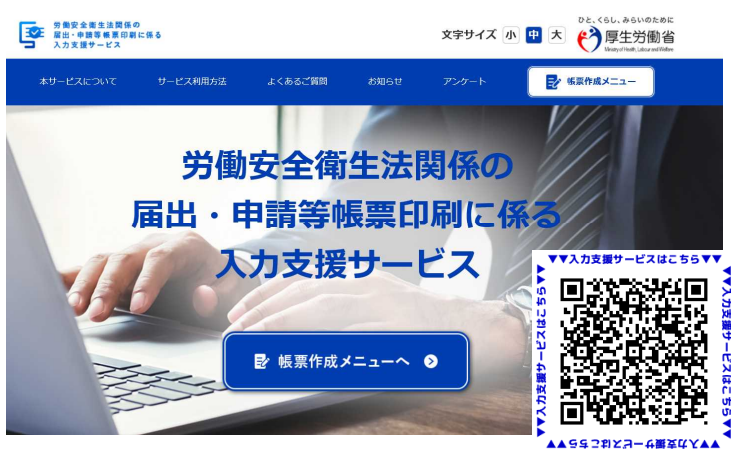 労働安全衛生法関係の
届出・申請等帳票印刷に係る
入力支援サービス
文字サイズ 小 中 大
ひと、くらし、みらいのために
厚生労働省
Ministry of Health, Labour and Welfare
本サービスについて サービス利用方法 よくあるご質問 お知らせ アンケート 帳票作成メニュー
労働安全衛生法関係の
届出・申請等帳票印刷に係る
入力支援サービス
帳票作成メニューへ
▼▼入力支援サービスはこちら▼▼
▼▼入力支援サービスはこちら▼▼
▼▼入力支援サービスはこちら▼▼
▼▼入力支援サービスはこちら▼▼